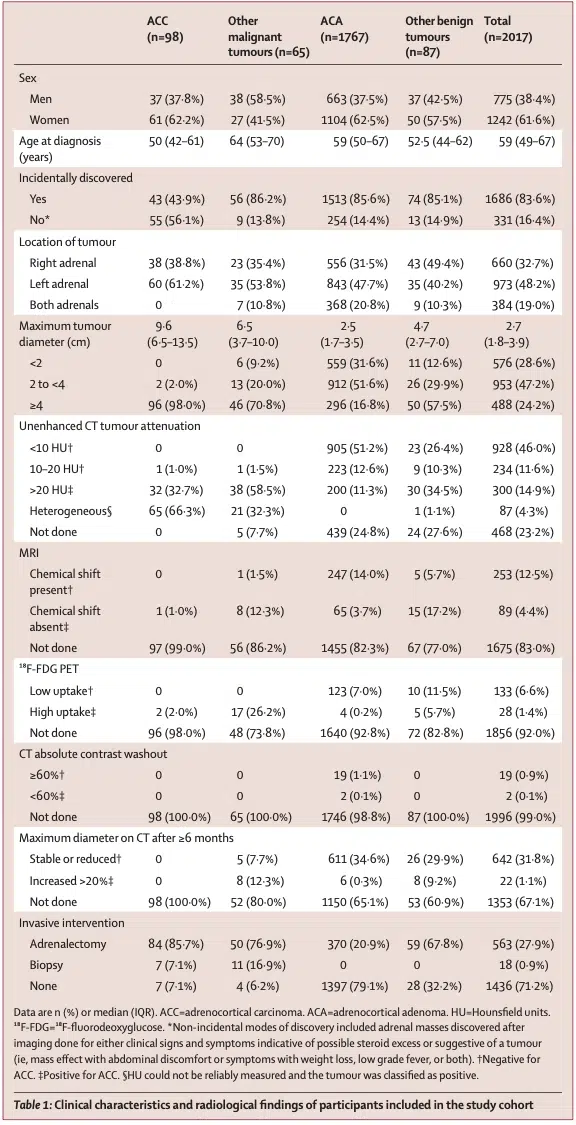 ACC (n=98) Other malignant tumours (n=65) ACA (n=1767) Other benign tumours (n=87) Total (n=2017)
Sex
Men 37 (37·8%) 38 (58·5%) 663 (37·5%) 37 (42·5%) 775 (38·4%)
Women 61 (62·2%) 27 (41·5%) 1104 (62·5%) 50 (57·5%) 1242 (61·6%)
Age at diagnosis (years) 50 (42–61) 64 (53–70) 59 (50–67) 52·5 (44–62) 59 (49–67)
Incidentally discovered
Yes 43 (43·9%) 56 (86·2%) 1513 (85·6%) 74 (85·1%) 1686 (83·6%)
No* 55 (56·1%) 9 (13·8%) 254 (14·4%) 13 (14·9%) 331 (16·4%)
Location of tumour
Right adrenal 38 (38·8%) 23 (35·4%) 556 (31·5%) 43 (49·4%) 660 (32·7%)
Left adrenal 60 (61·2%) 35 (53·8%) 843 (47·7%) 35 (40·2%) 973 (48·2%)
Both adrenals 0 7 (10·8%) 368 (20·8%) 9 (10·3%) 384 (19·0%)
Maximum tumour diameter (cm) 9·6 (6·5–13·5) 6·5 (3·7–10·0) 2·5 (1·7–3·5) 4·7 (2·7–7·0) 2·7 (1·8–3·9)
<2 0 6 (9·2%) 559 (31·6%) 11 (12·6%) 576 (28·6%)
2 to <4 2 (2·0%) 13 (20·0%) 912 (51·6%) 26 (29·9%) 953 (47·2%)
≥4 96 (98·0%) 46 (70·8%) 296 (16·8%) 50 (57·5%) 488 (24·2%)
Unenhanced CT tumour attenuation
<10 HU† 0 0 905 (51·2%) 23 (26·4%) 928 (46·0%)
10–20 HU† 1 (1·0%) 1 (1·5%) 223 (12·6%) 9 (10·3%) 234 (11·6%)
>20 HU‡ 32 (32·7%) 38 (58·5%) 200 (11·3%) 30 (34·5%) 300 (14·9%)
Heterogeneous§ 65 (66·3%) 21 (32·3%) 0 1 (1·1%) 87 (4·3%)
Not done 0 5 (7·7%) 439 (24·8%) 24 (27·6%) 468 (23·2%)
MRI
Chemical shift present† 0 1 (1·5%) 247 (14·0%) 5 (5·7%) 253 (12·5%)
Chemical shift absent‡ 1 (1·0%) 8 (12·3%) 65 (3·7%) 15 (17·2%) 89 (4·4%)
Not done 97 (99·0%) 56 (86·2%) 1455 (82·3%) 67 (77·0%) 1675 (83·0%)
¹⁸F-FDG PET
Low uptake† 0 0 123 (7·0%) 10 (11·5%) 133 (6·6%)
High uptake‡ 2 (2·0%) 17 (26·2%) 4 (0·2%) 5 (5·7%) 28 (1·4%)
Not done 96 (98·0%) 48 (73·8%) 1640 (92·8%) 72 (82·8%) 1856 (92·0%)
CT absolute contrast washout
≥60%† 0 0 19 (1·1%) 0 19 (0·9%)
<60%‡ 0 0 2 (0·1%) 0 2 (0·1%)
Not done 98 (100·0%) 65 (100·0%) 1746 (98·8%) 87 (100·0%) 1996 (99·0%)
Maximum diameter on CT after ≥6 months
Stable or reduced† 0 5 (7·7%) 611 (34·6%) 26 (29·9%) 642 (31·8%)
Increased >20%‡ 0 8 (12·3%) 6 (0·3%) 8 (9·2%) 22 (1·1%)
Not done 98 (100·0%) 52 (80·0%) 1150 (65·1%) 53 (60·9%) 1353 (67·1%)
Invasive intervention
Adrenalectomy 84 (85·7%) 50 (76·9%) 370 (20·9%) 59 (67·8%) 563 (27·9%)
Biopsy 7 (7·1%) 11 (16·9%) 0 0 18 (0·9%)
None 7 (7·1%) 4 (6·2%) 1397 (79·1%) 28 (32·2%) 1436 (71·2%)
Data are n (%) or median (IQR). ACC=adrenocortical carcinoma. ACA=adrenocortical adenoma. HU=Hounsfield units.
¹⁸F-FDG=¹⁸F-fluorodeoxyglucose. *Non-incidental modes of discovery included adrenal masses discovered after
imaging done for either clinical signs and symptoms indicative of possible steroid excess or suggestive of a tumour
(ie, mass effect with abdominal discomfort or symptoms with weight loss, low grade fever, or both). †Negative for
ACC. ‡Positive for ACC. §HU could not be reliably measured and the tumour was classified as positive.
Table 1: Clinical characteristics and radiological findings of participants included in the study cohort